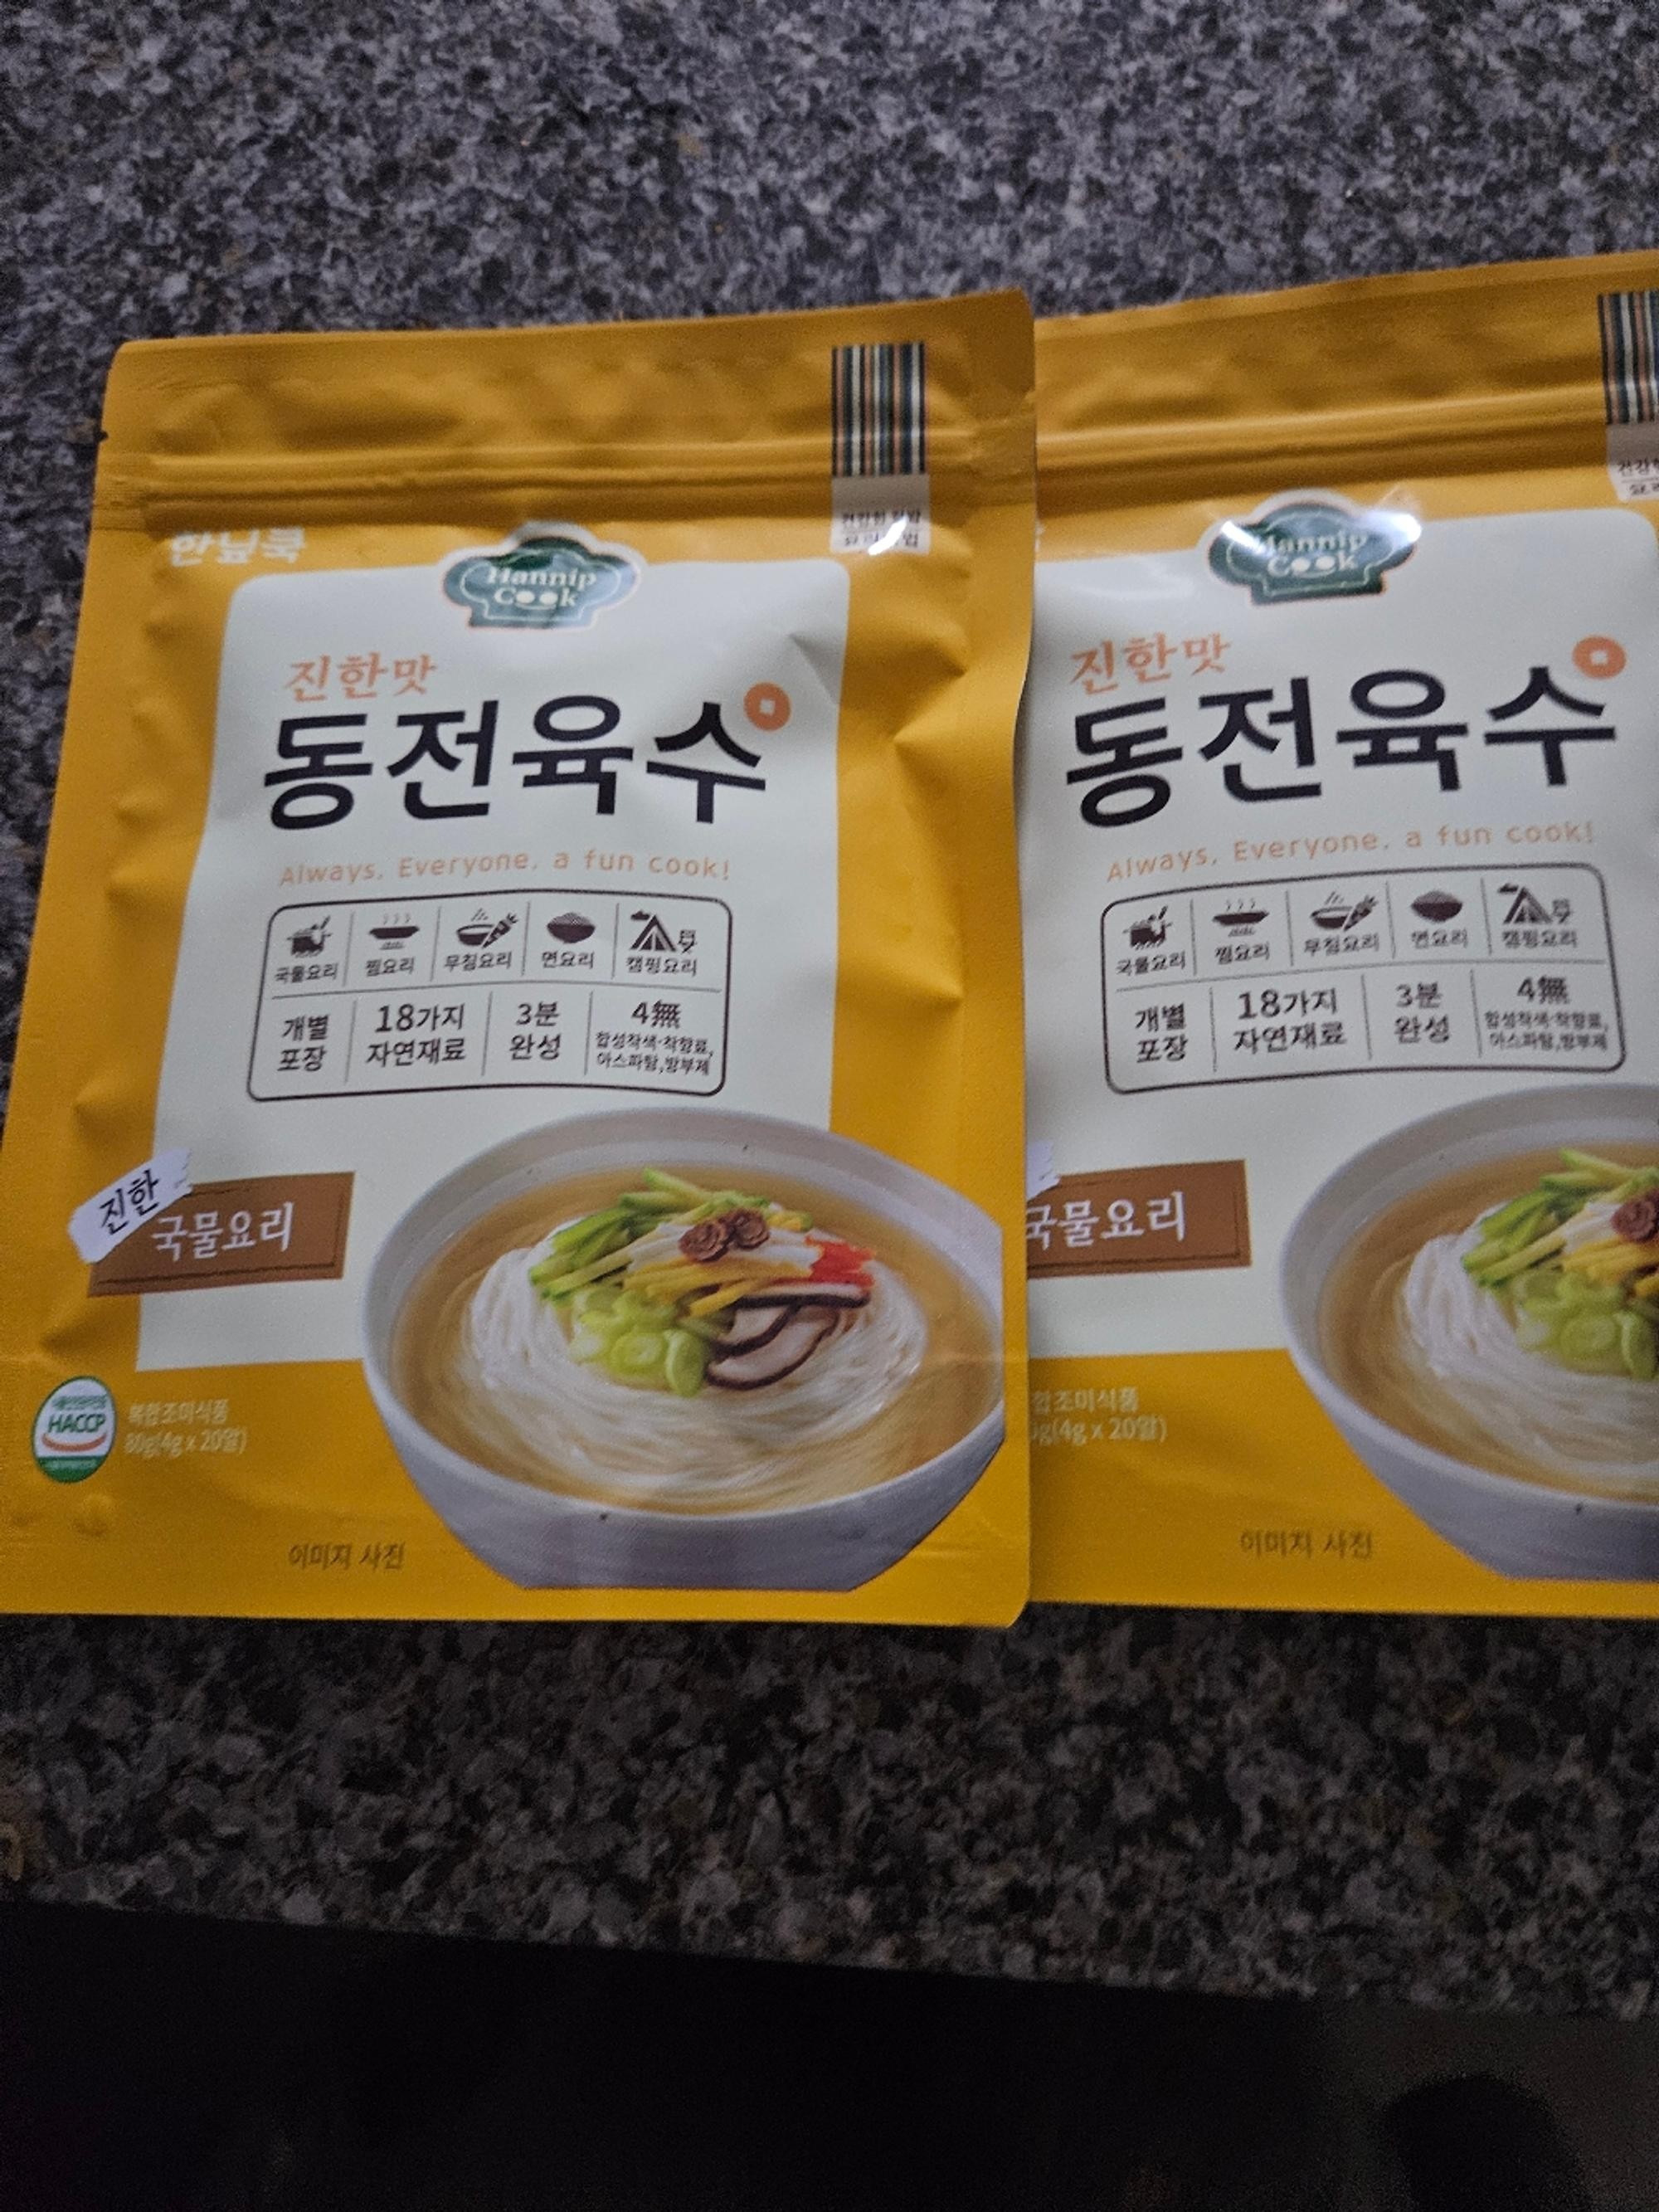 한닢쿡
Hannip
Cook
진한맛
동전육수
Always, Everyone, a fun cook!
국물요리 찜요리 무침요리 면요리 캠핑요리
개별
포장
18가지
자연재료
3분
완성
4無
합성착색·착향료,
아스파탐,방부제
진한
국물요리
HACCP
복합조미식품
80g(4g x 20알)
이미지 사진
건강한
요리
Hannip
Cook
진한맛
동전육수
Always, Everyone, a fun cook!
국물요리 찜요리 무침요리 면요리 캠핑요리
개별
포장
18가지
자연재료
3분
완성
4無
합성착색·착향료,
아스파탐,방부제
국물요리
합조미식품
g(4g x 20알)
이미지 사진